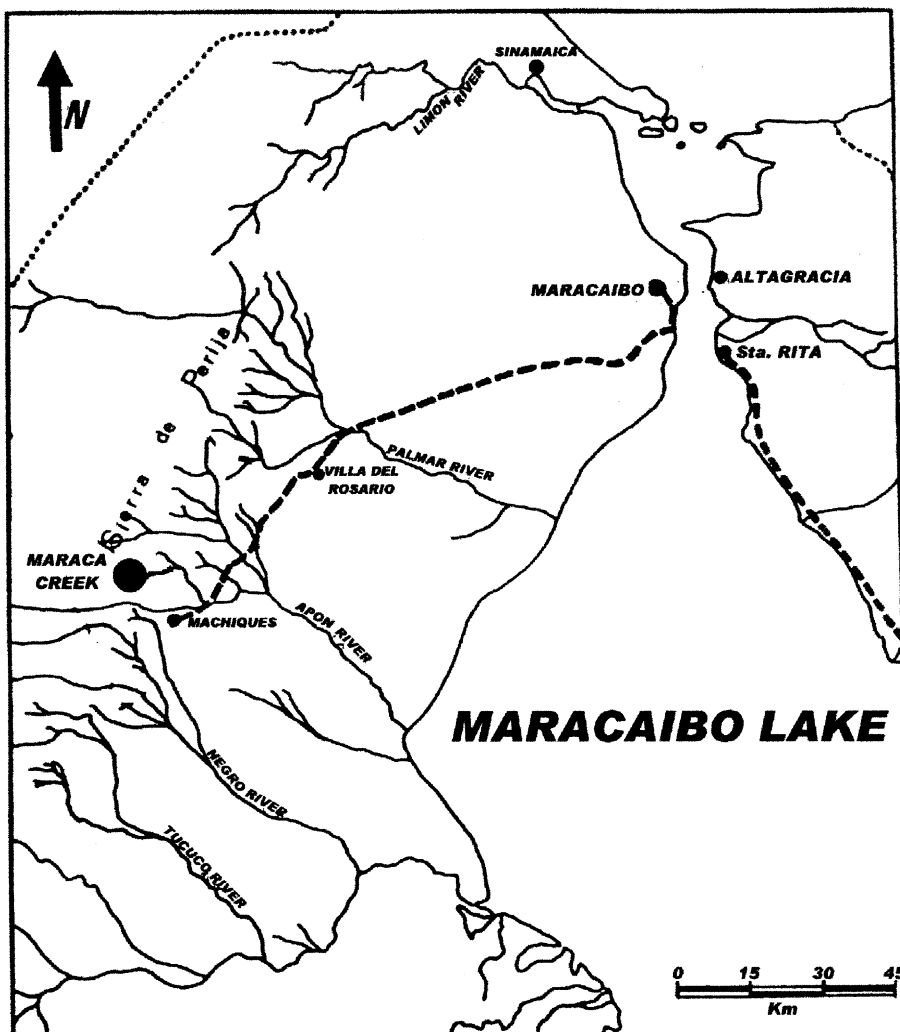 SINAMAICA
LIMON
RIVER
N
MARACAIBO
ALTAGRACIA
Sta. RITA
Sierra de Perija
PALMAR RIVER
VILLA DEL
ROSARIO
MARACA
CREEK
MACHIQUES
APON RIVER
MARACAIBO LAKE
NEGRO RIVER
TUCUCO RIVER
0 15 30 45
Km